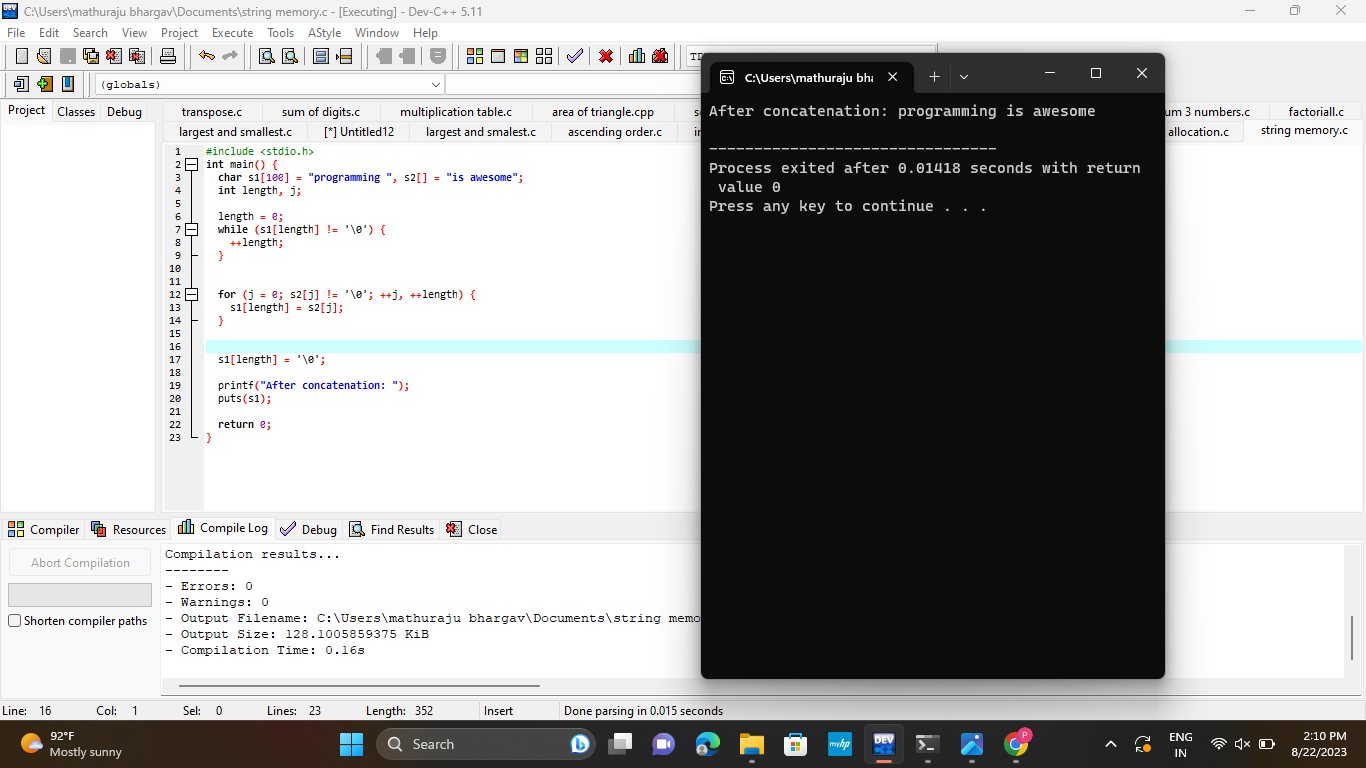 C:\Users\mathuraju bhargav\Documents\string memory.c - [Executing] - Dev-C++ 5.11
File Edit Search View Project Execute Tools AStyle Window Help
(globals)
Project Classes Debug
transpose.c sum of digits.c multiplication table.c area of triangle.cpp um 3 numbers.c factoriall.c
largest and smallest.c [*] Untitled12 largest and smalest.c ascending order.c allocation.c string memory.c
1 #include <stdio.h>
2 int main() {
3 char s1[100] = "programming ", s2[] = "is awesome";
4 int length, j;
5
6 length = 0;
7 while (s1[length] != '\0') {
8 ++length;
9 }
10
11
12 for (j = 0; s2[j] != '\0'; ++j, ++length) {
13 s1[length] = s2[j];
14 }
15
16
17 s1[length] = '\0';
18
19 printf("After concatenation: ");
20 puts(s1);
21
22 return 0;
23 }
C:\Users\mathuraju bha
After concatenation: programming is awesome
--------------------------------
Process exited after 0.01418 seconds with return
value 0
Press any key to continue . . .
Compiler Resources Compile Log Debug Find Results Close
Abort Compilation
Shorten compiler paths
Compilation results...
--------
- Errors: 0
- Warnings: 0
- Output Filename: C:\Users\mathuraju bhargav\Documents\string memo
- Output Size: 128.1005859375 KiB
- Compilation Time: 0.16s
Line: 16 Col: 1 Sel: 0 Lines: 23 Length: 352 Insert Done parsing in 0.015 seconds
92°F
Mostly sunny
Search
myhp
DEV
P
ENG
IN
2:10 PM
8/22/2023